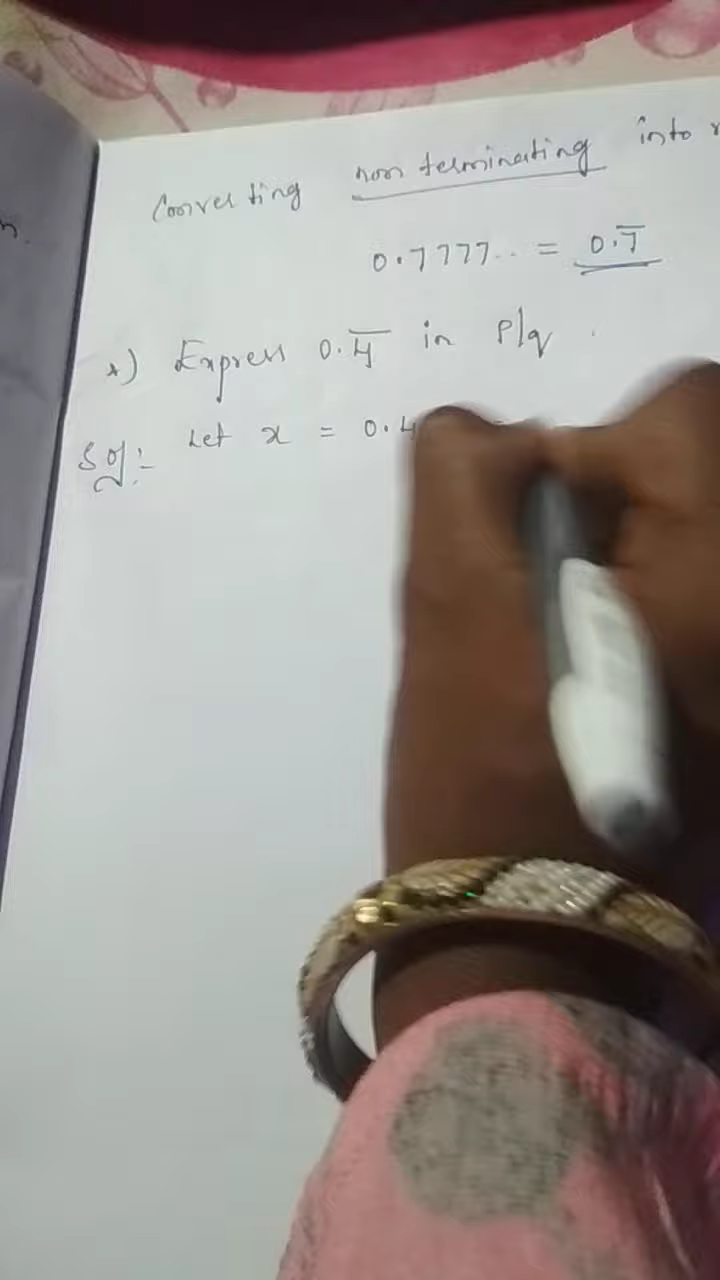 Converting non terminating into
0.7777.. = 0.7̅
*) Express 0.4̅ in P/q.
Sol:- Let x = 0.4